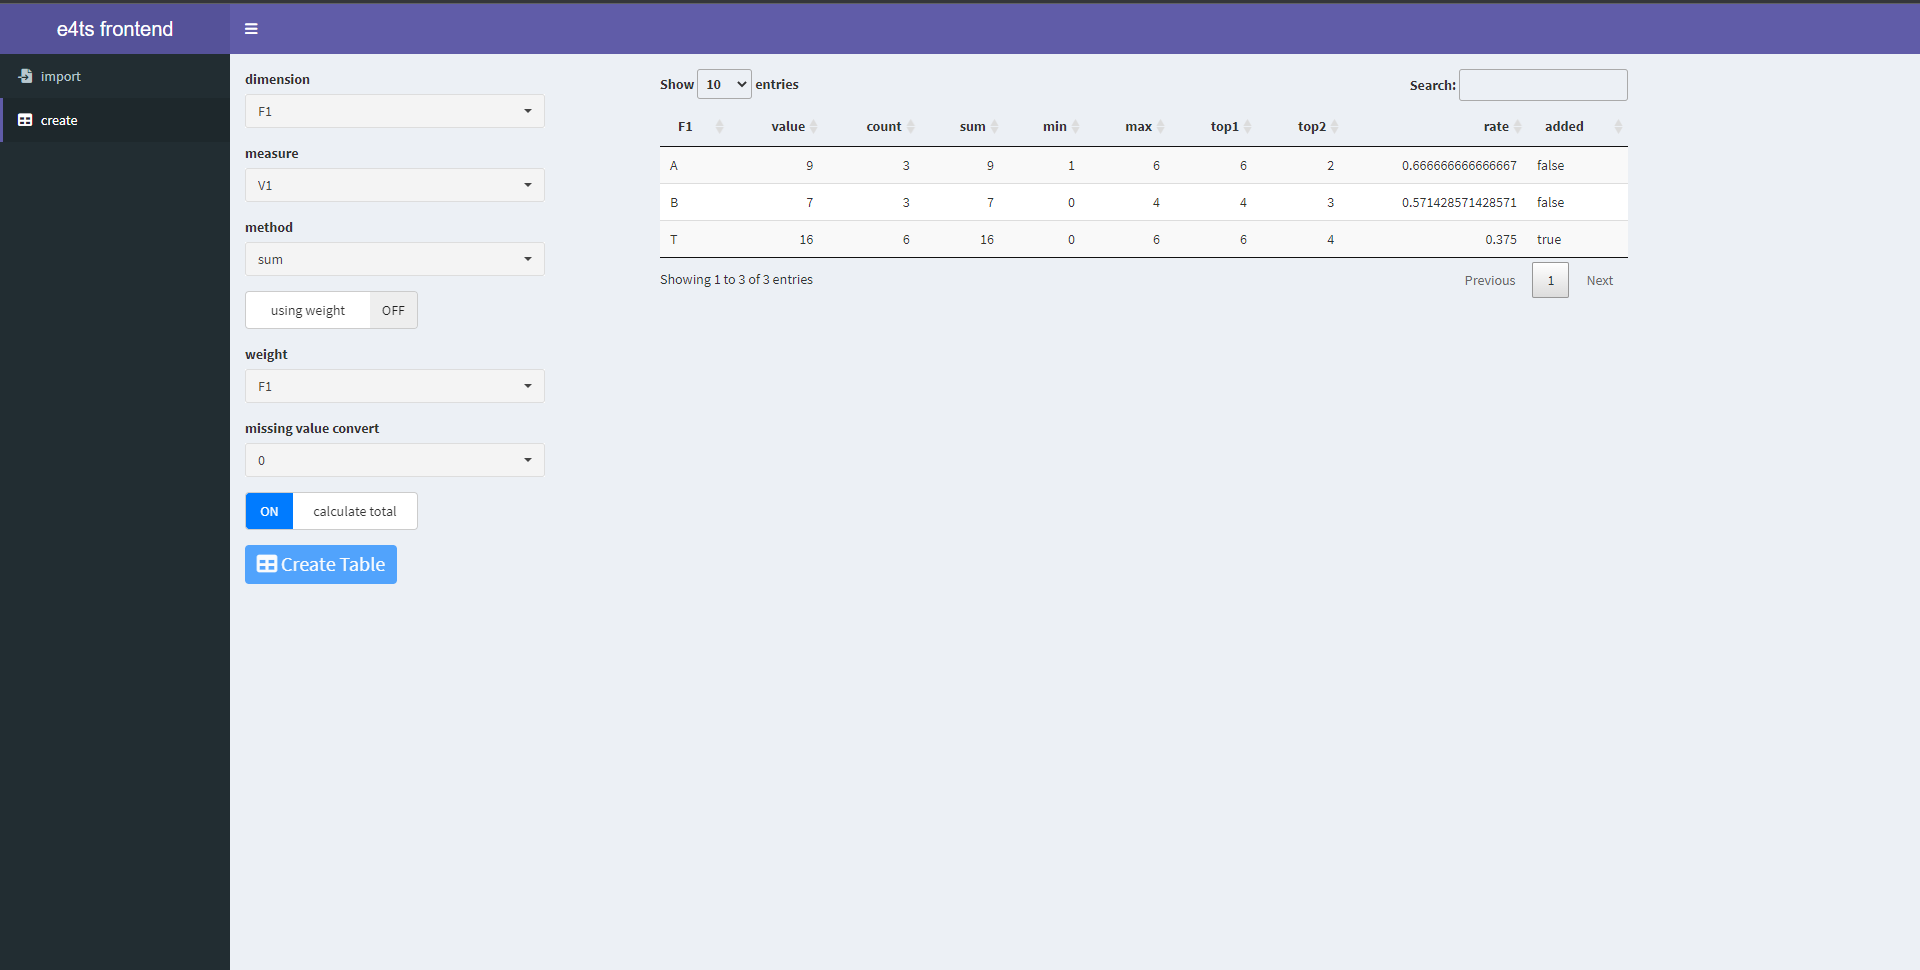 e4ts frontend
import
create
dimension
F1
measure
V1
method
sum
using weight OFF
weight
F1
missing value convert
0
ON calculate total
Create Table
Show 10 entries
Search:
F1 value count sum min max top1 top2 rate added
A 9 3 9 1 6 6 2 0.666666666666667 false
B 7 3 7 0 4 4 3 0.571428571428571 false
T 16 6 16 0 6 6 4 0.375 true
Showing 1 to 3 of 3 entries
Previous 1 Next